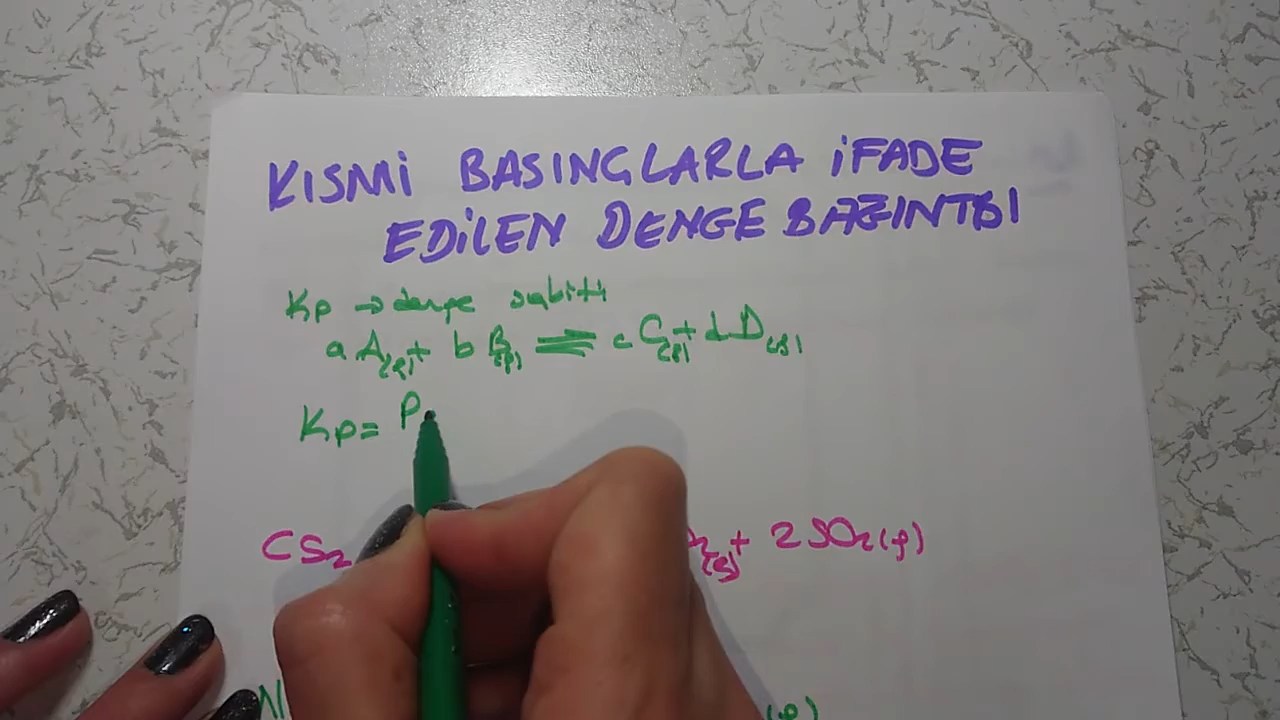 KISMİ BASINÇLARLA İFADE
EDİLEN DENGE BAĞINTISI
Kp → denge sabiti
a A(g) + b B(g) ⇌ c C(g) + d D(g)
Kp = P
CS2 + 2SO2(g)
(g)